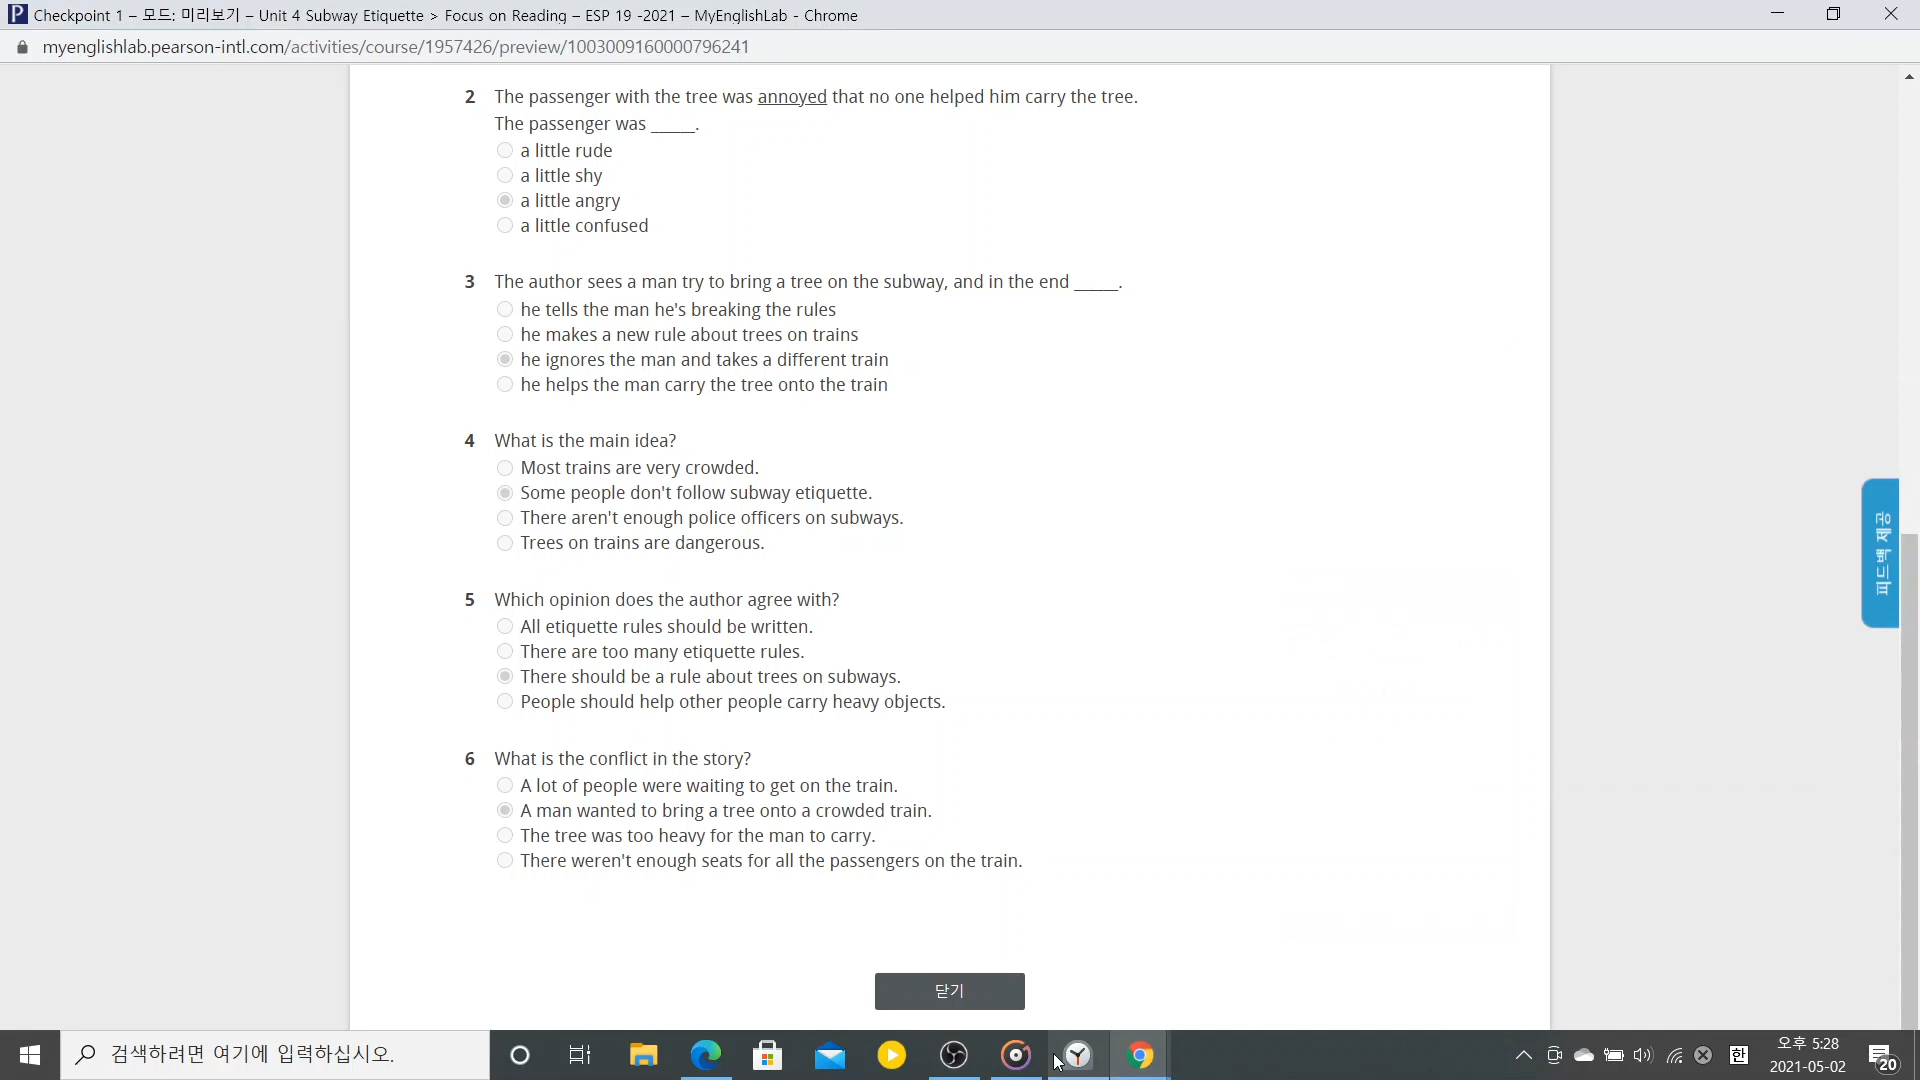 Checkpoint 1 – 모드: 미리보기 – Unit 4 Subway Etiquette > Focus on Reading – ESP 19 -2021 – MyEnglishLab - Chrome
myenglishlab.pearson-intl.com/activities/course/1957426/preview/1003009160000796241
2 The passenger with the tree was annoyed that no one helped him carry the tree.
The passenger was _____.
a little rude
a little shy
a little angry
a little confused
3 The author sees a man try to bring a tree on the subway, and in the end _____.
he tells the man he's breaking the rules
he makes a new rule about trees on trains
he ignores the man and takes a different train
he helps the man carry the tree onto the train
4 What is the main idea?
Most trains are very crowded.
Some people don't follow subway etiquette.
There aren't enough police officers on subways.
Trees on trains are dangerous.
5 Which opinion does the author agree with?
All etiquette rules should be written.
There are too many etiquette rules.
There should be a rule about trees on subways.
People should help other people carry heavy objects.
6 What is the conflict in the story?
A lot of people were waiting to get on the train.
A man wanted to bring a tree onto a crowded train.
The tree was too heavy for the man to carry.
There weren't enough seats for all the passengers on the train.
피드백 제공
닫기
검색하려면 여기에 입력하십시오.
한
오후 5:28
2021-05-02
20